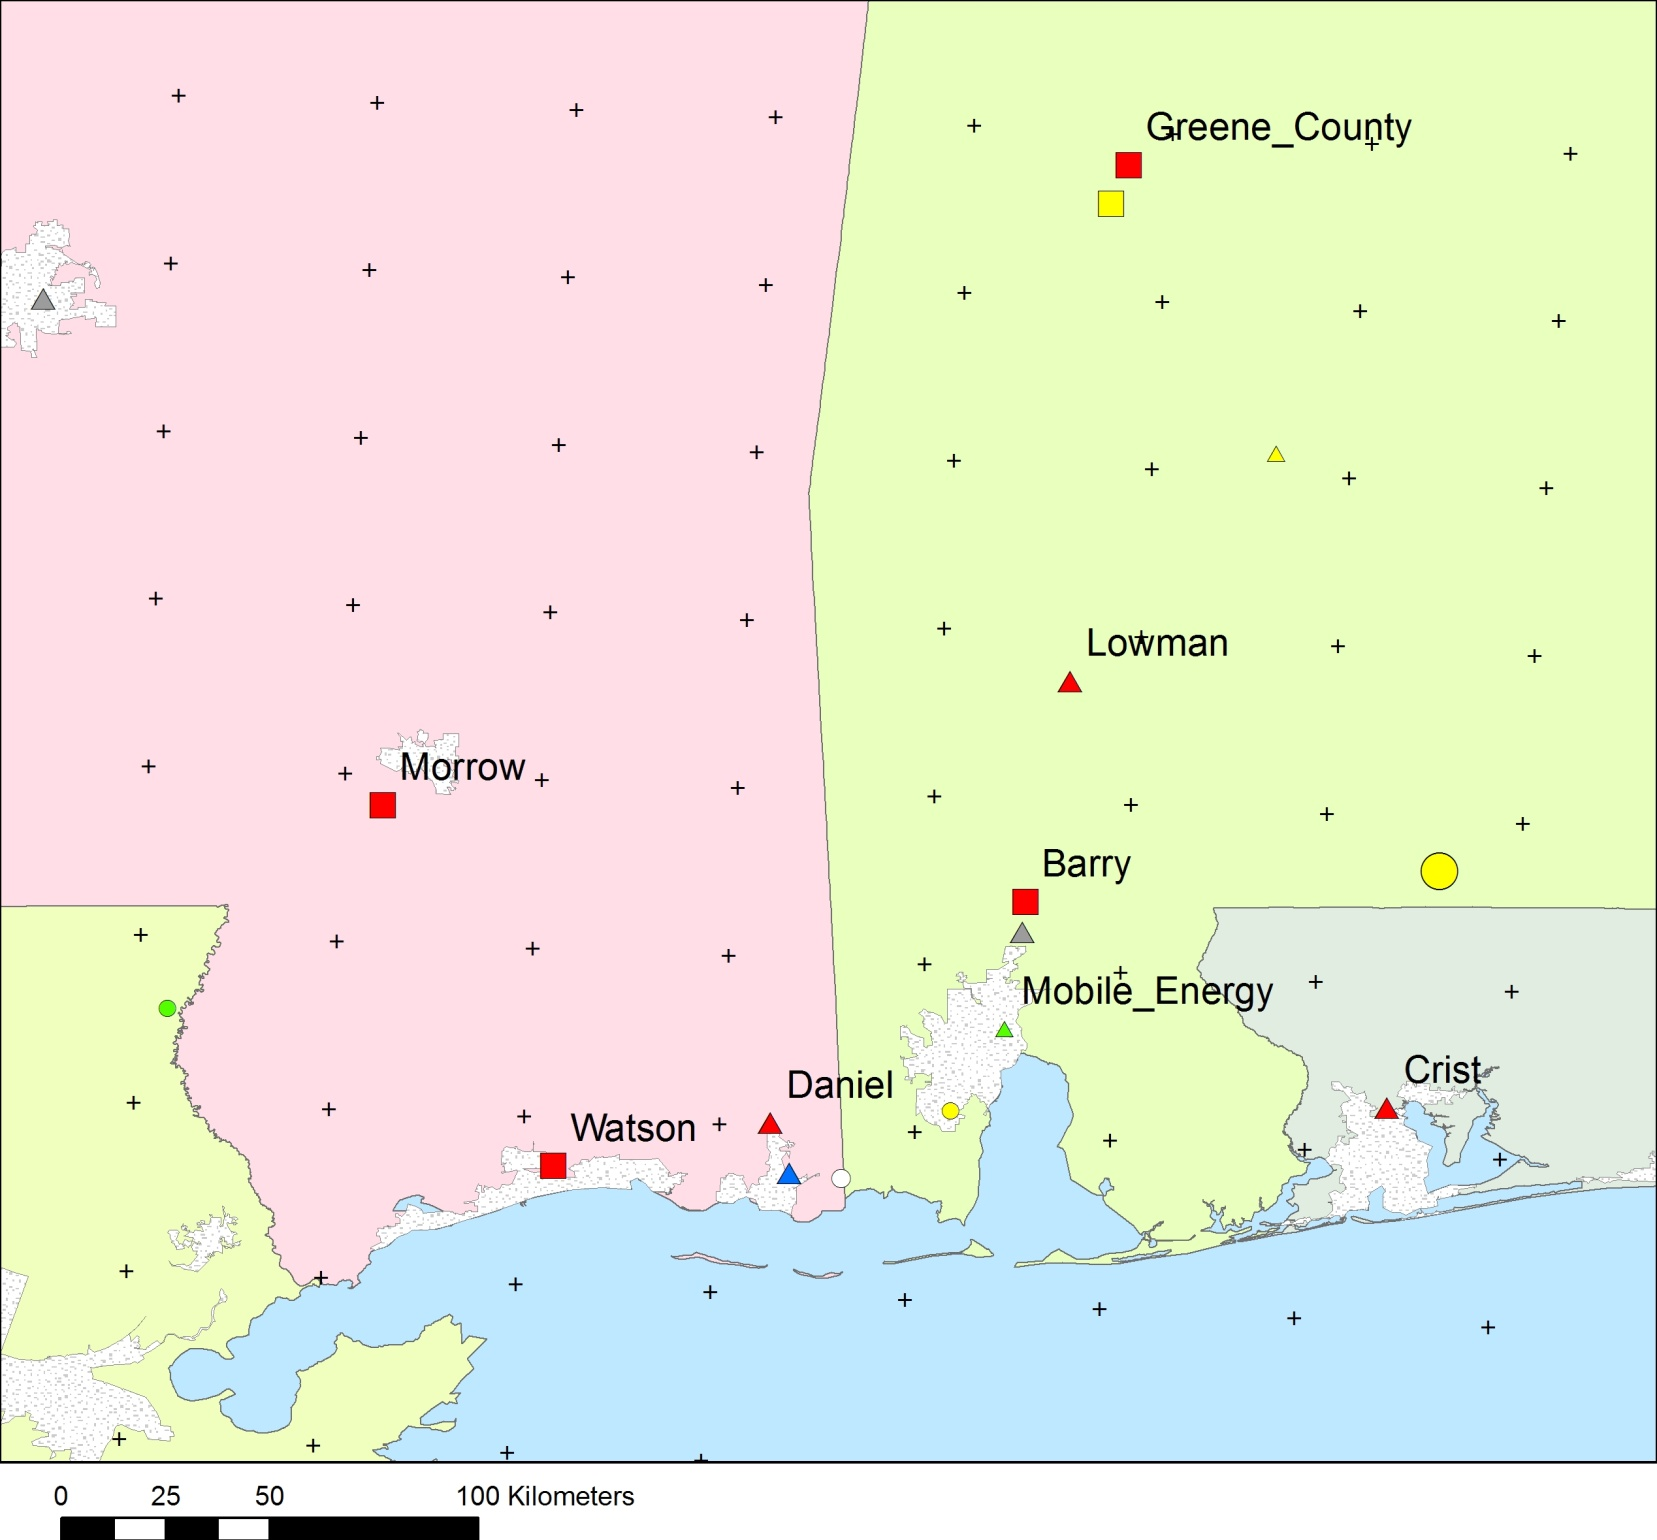 Greene_County
Lowman
Morrow
Barry
Mobile_Energy
Crist
Daniel
Watson
0 25 50 100 Kilometers